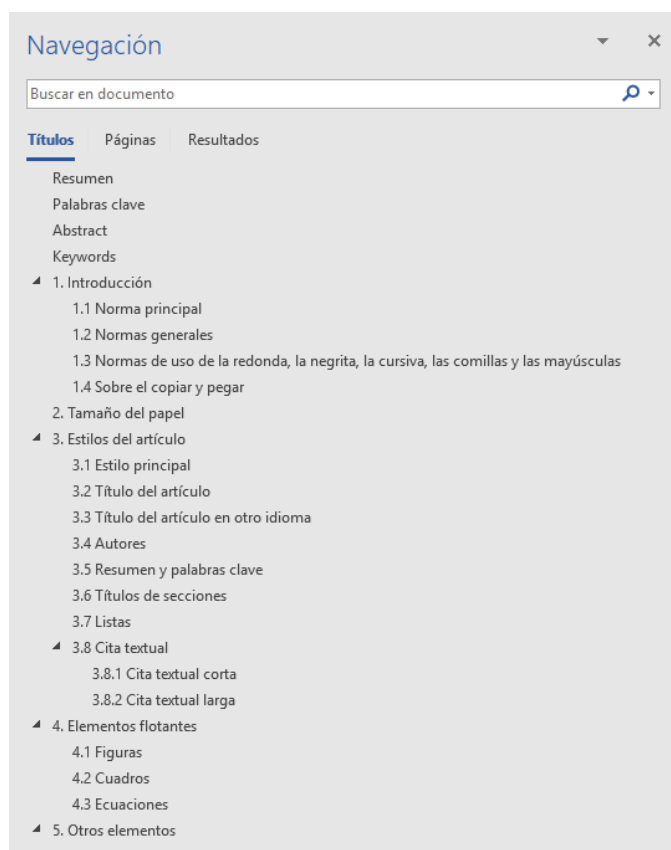 Navegación
Buscar en documento
Títulos Páginas Resultados
Resumen
Palabras clave
Abstract
Keywords
1. Introducción
1.1 Norma principal
1.2 Normas generales
1.3 Normas de uso de la redonda, la negrita, la cursiva, las comillas y las mayúsculas
1.4 Sobre el copiar y pegar
2. Tamaño del papel
3. Estilos del artículo
3.1 Estilo principal
3.2 Título del artículo
3.3 Título del artículo en otro idioma
3.4 Autores
3.5 Resumen y palabras clave
3.6 Títulos de secciones
3.7 Listas
3.8 Cita textual
3.8.1 Cita textual corta
3.8.2 Cita textual larga
4. Elementos flotantes
4.1 Figuras
4.2 Cuadros
4.3 Ecuaciones
5. Otros elementos